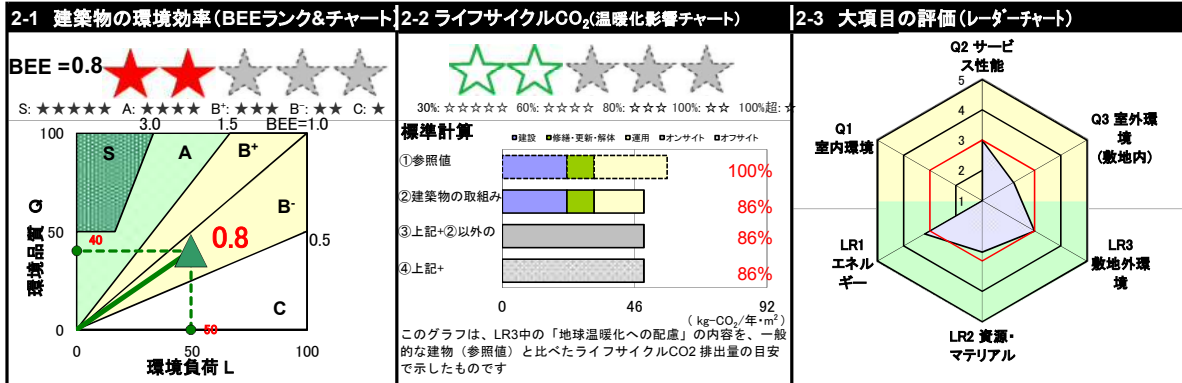 2-1 建築物の環境効率(BEEランク&チャート)
BEE =0.8
S: ★★★★★ A: ★★★★ B⁺: ★★★ B⁻: ★★ C: ★
3.0 1.5 BEE=1.0
100
S A B⁺
B⁻
環境品質 Q
50
40
0.8
0.5
C
0
50
0 50 100
環境負荷 L
2-2 ライフサイクルCO₂(温暖化影響チャート)
30%: ☆☆☆☆☆ 60%: ☆☆☆☆ 80%: ☆☆☆ 100%: ☆☆ 100%超: ☆
標準計算
建設 修繕・更新・解体 運用 オンサイト オフサイト
①参照値 100%
②建築物の取組み 86%
③上記+②以外の 86%
④上記+ 86%
0 46 92
( kg-CO₂/年・m² )
このグラフは、LR3中の「地球温暖化への配慮」の内容を、一般
的な建物(参照値)と比べたライフサイクルCO2 排出量の目安
で示したものです
2-3 大項目の評価(レーダーチャート)
Q2 サービ
ス性能
5
4
3
2
1
Q1
室内環境
Q3 室外環
境
(敷地内)
LR1
エネル
ギー
LR3
敷地外環
境
LR2 資源・
マテリアル